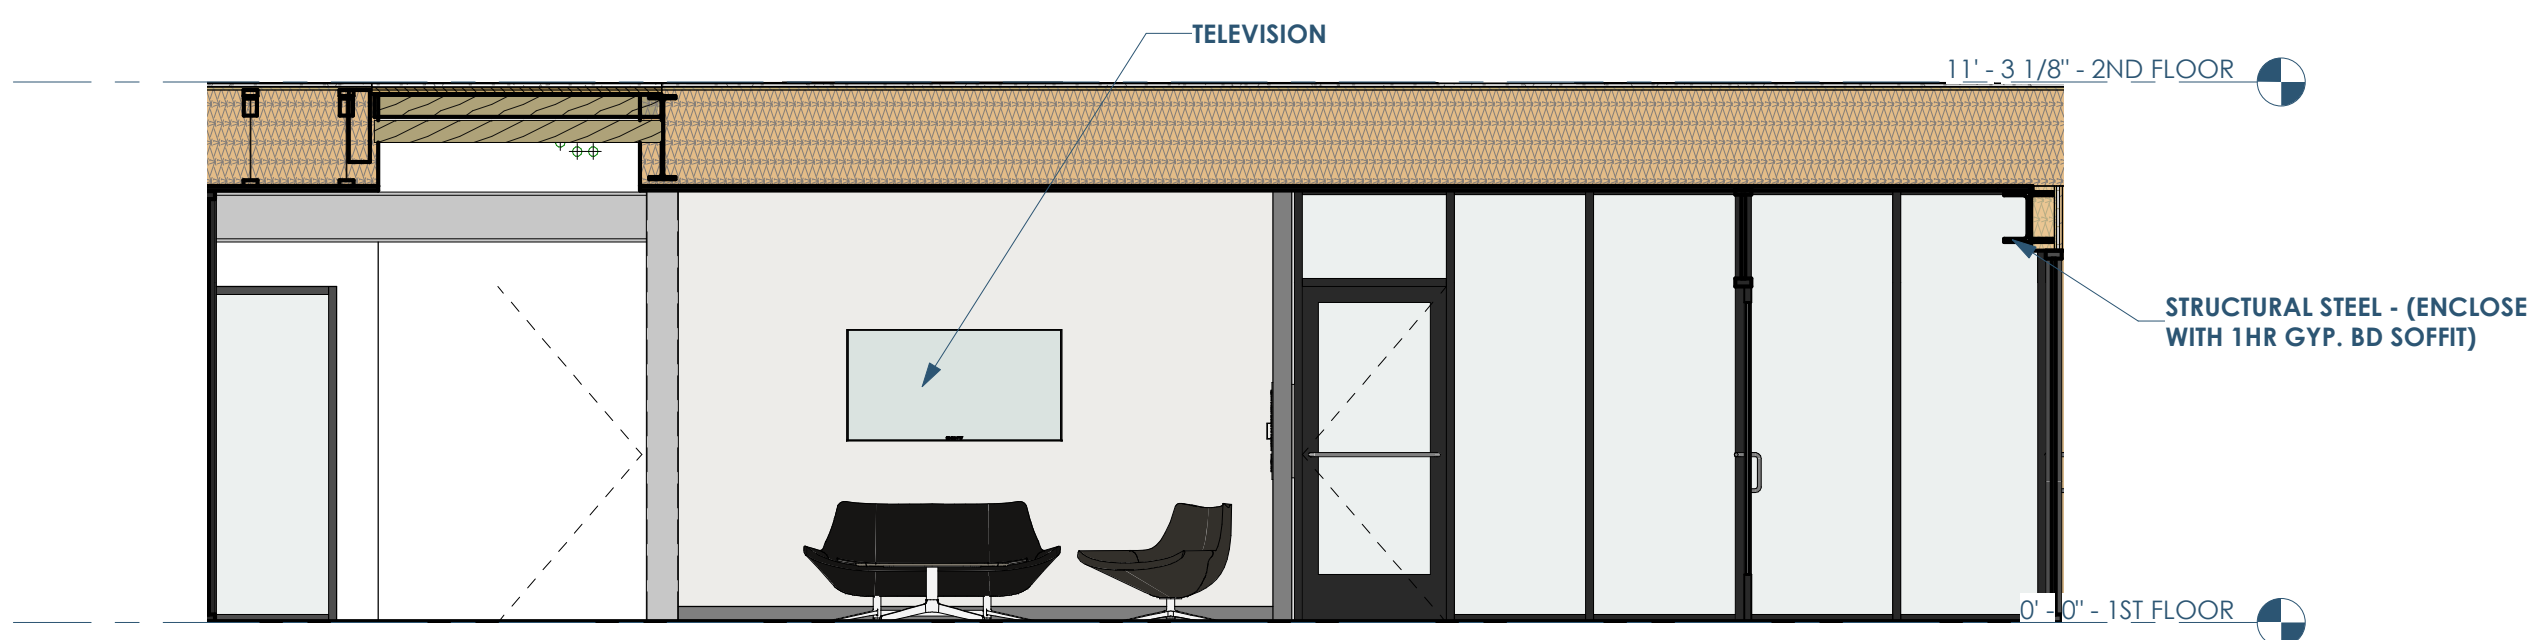 TELEVISION
11' - 3 1/8" - 2ND FLOOR
STRUCTURAL STEEL - (ENCLOSE
WITH 1HR GYP. BD SOFFIT)
0' - 0" - 1ST FLOOR